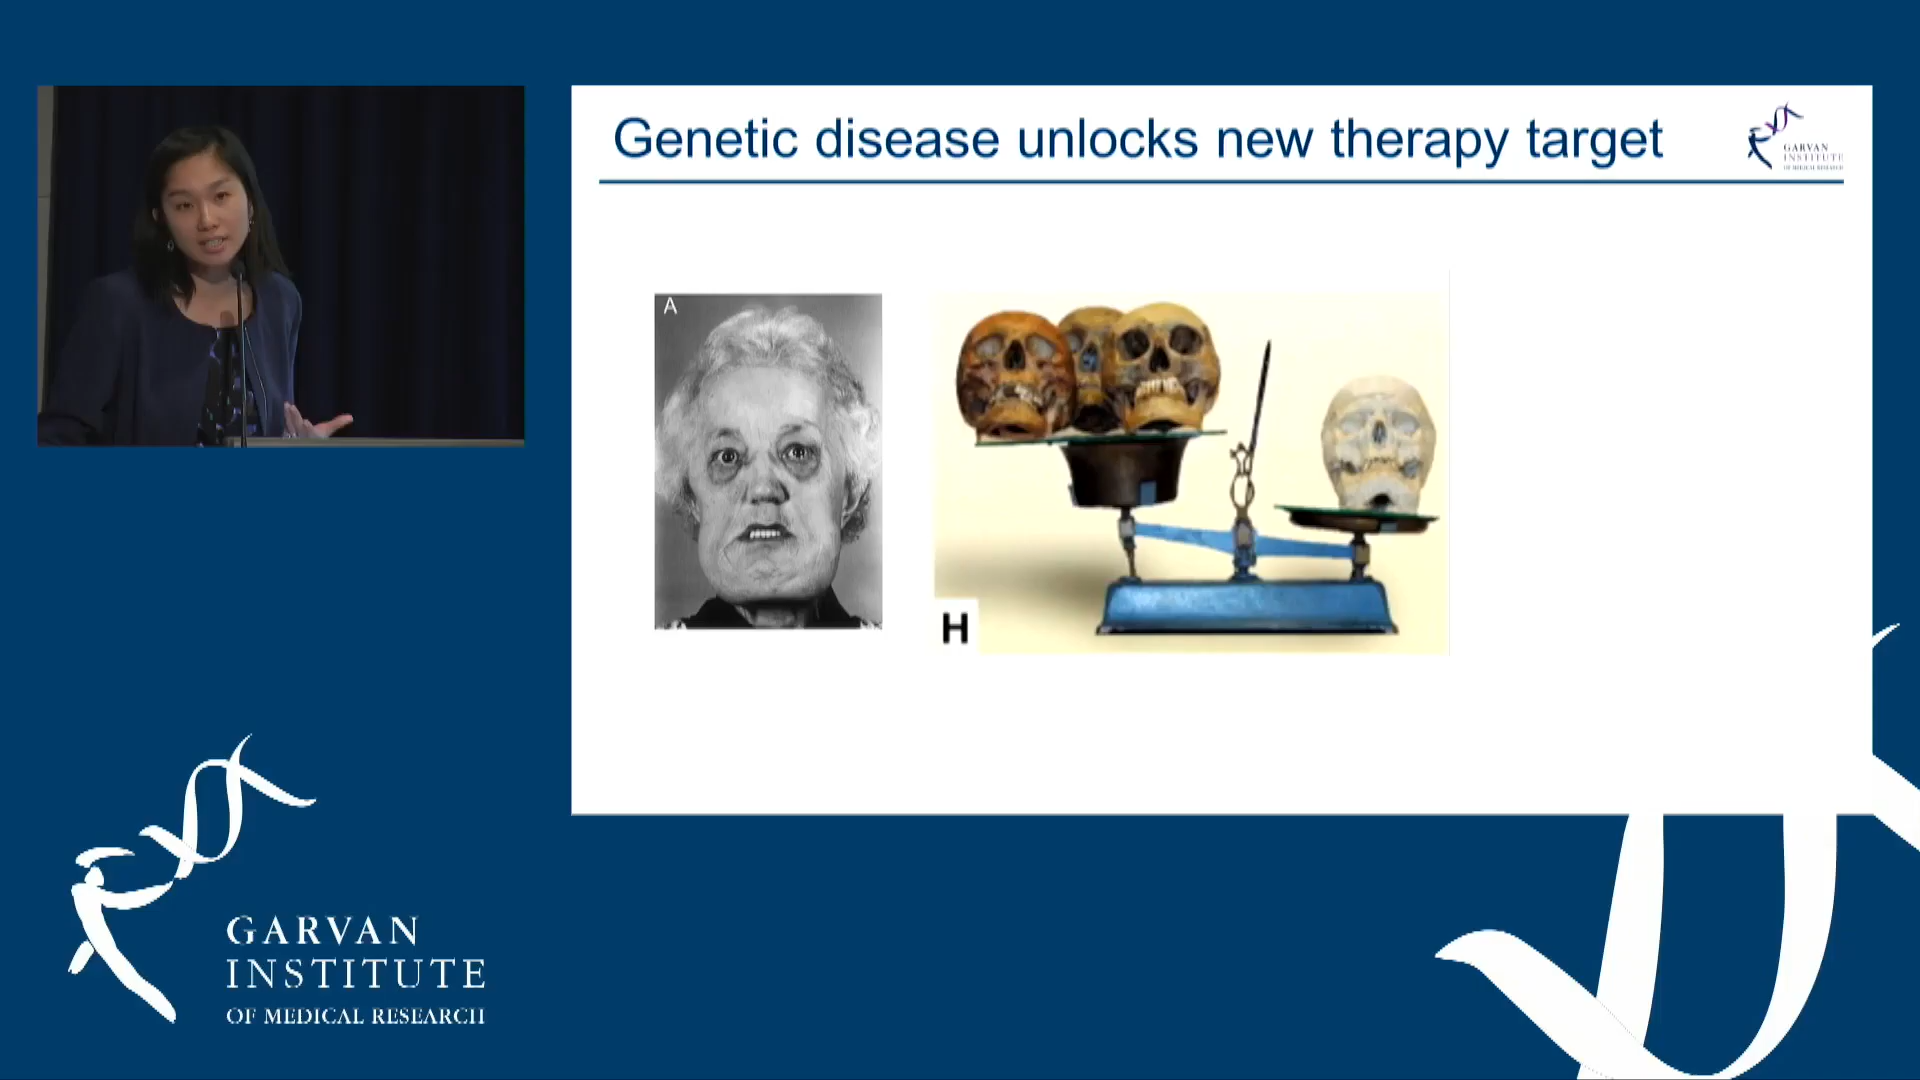 Genetic disease unlocks new therapy target
GARVAN
INSTITUTE
OF MEDICAL RESEARCH
A
H
GARVAN
INSTITUTE
OF MEDICAL RESEARCH